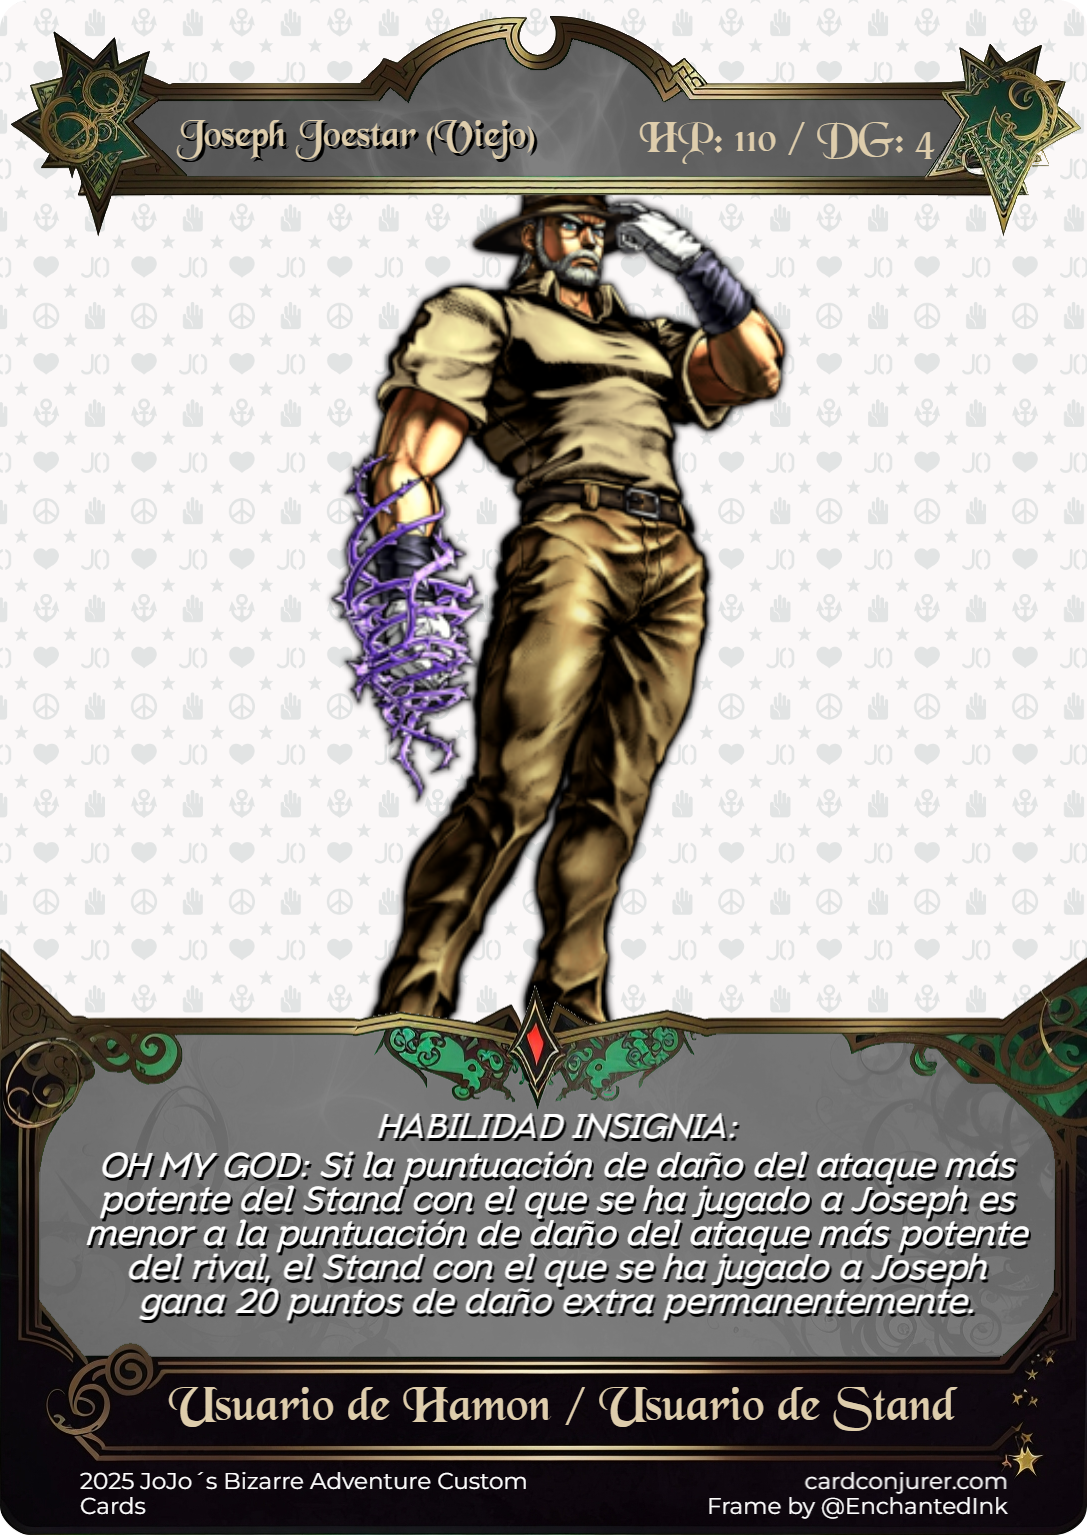 Joseph Joestar (Viejo) HP: 110 / DG: 4
HABILIDAD INSIGNIA:
OH MY GOD: Si la puntuación de daño del ataque más
potente del Stand con el que se ha jugado a Joseph es
menor a la puntuación de daño del ataque más potente
del rival, el Stand con el que se ha jugado a Joseph
gana 20 puntos de daño extra permanentemente.
Usuario de Hamon / Usuario de Stand
2025 JoJo´s Bizarre Adventure Custom
Cards
cardconjurer.com
Frame by @EnchantedInk